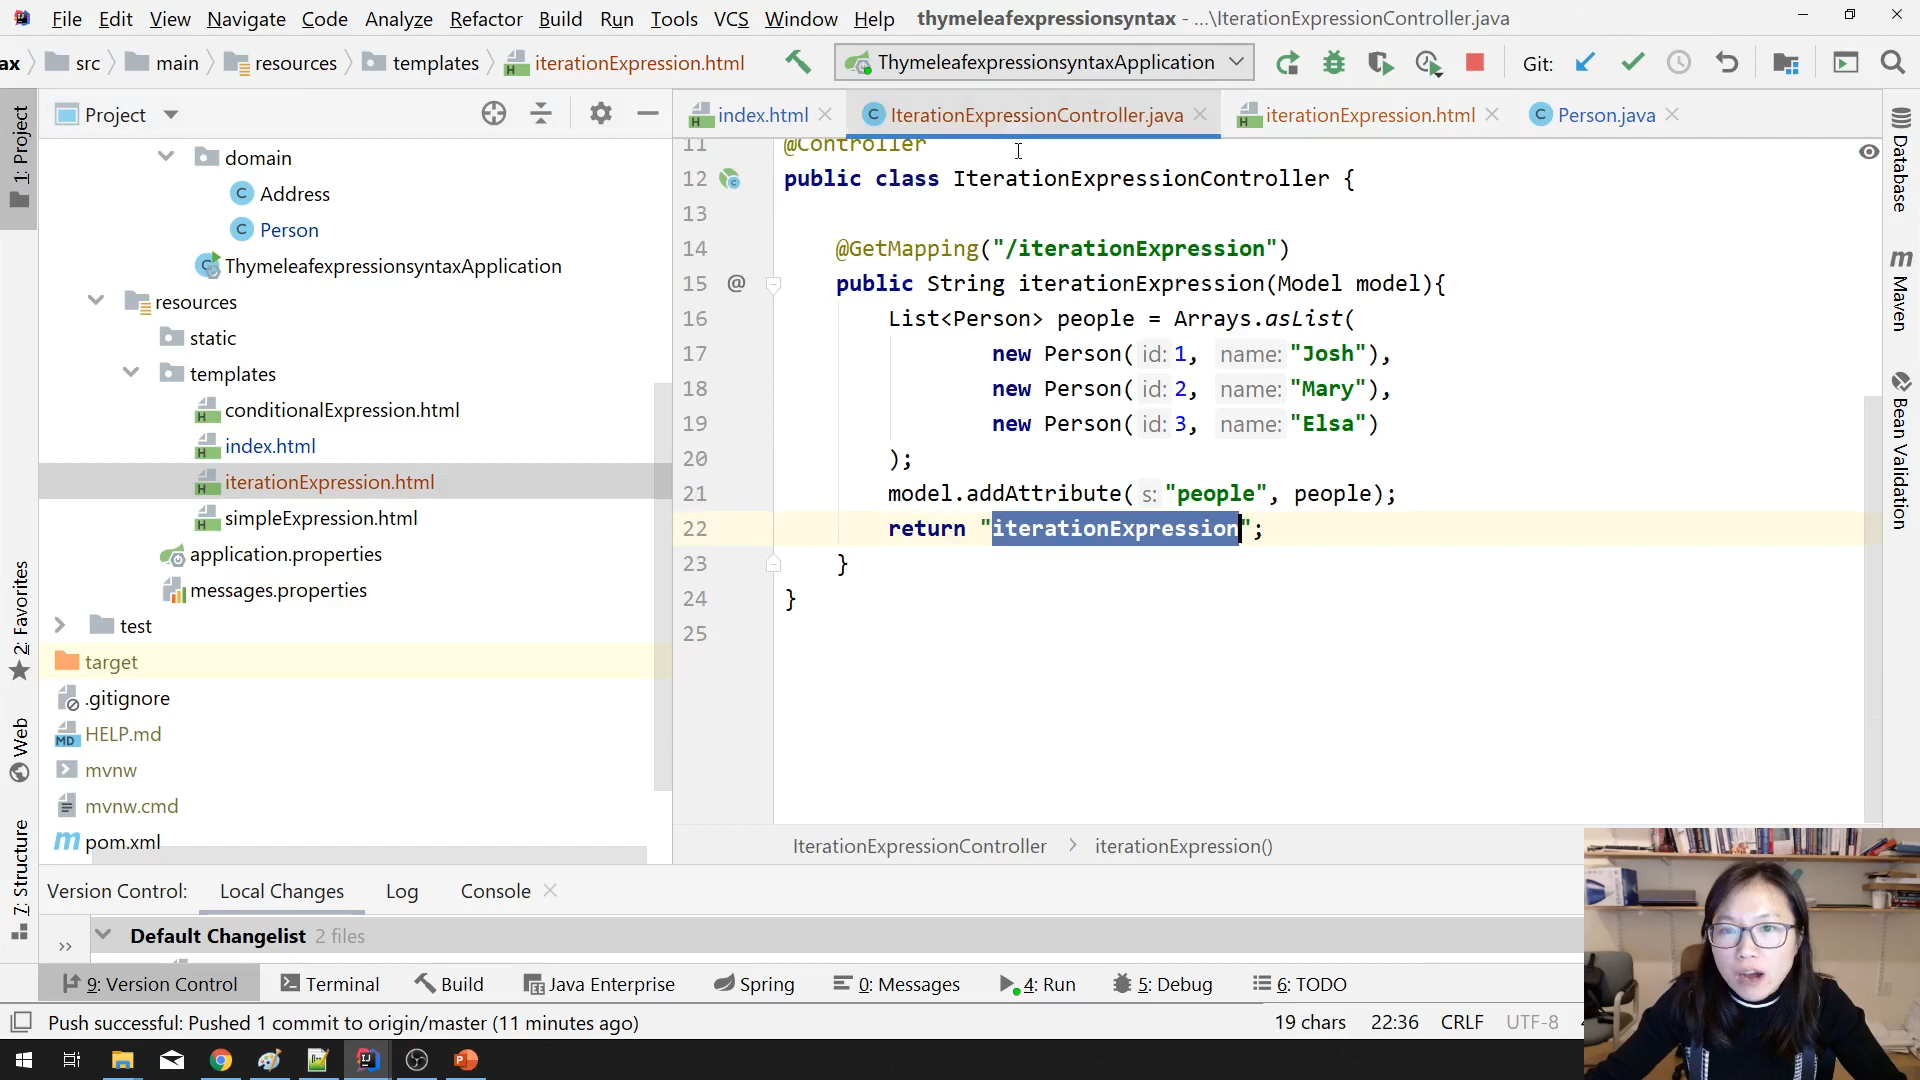 File Edit View Navigate Code Analyze Refactor Build Run Tools VCS Window Help thymeleafexpressionsyntax - ...\IterationExpressionController.java
ax src main resources templates iterationExpression.html ThymeleafexpressionsyntaxApplication Git:
Project
index.html IterationExpressionController.java iterationExpression.html Person.java
1: Project
2: Favorites
Web
7: Structure
domain
Address
Person
ThymeleafexpressionsyntaxApplication
resources
static
templates
conditionalExpression.html
index.html
iterationExpression.html
simpleExpression.html
application.properties
messages.properties
test
target
.gitignore
HELP.md
mvnw
mvnw.cmd
pom.xml
11 @Controller
12 public class IterationExpressionController {
13
14 @GetMapping("/iterationExpression")
15 @ public String iterationExpression(Model model){
16 List<Person> people = Arrays.asList(
17 new Person( id: 1, name: "Josh"),
18 new Person( id: 2, name: "Mary"),
19 new Person( id: 3, name: "Elsa")
20 );
21 model.addAttribute( s: "people", people);
22 return "iterationExpression";
23 }
24 }
25
IterationExpressionController > iterationExpression()
Database
Maven
Bean Validation
Version Control: Local Changes Log Console
Default Changelist 2 files
9: Version Control Terminal Build Java Enterprise Spring 0: Messages 4: Run 5: Debug 6: TODO
Push successful: Pushed 1 commit to origin/master (11 minutes ago) 19 chars 22:36 CRLF UTF-8